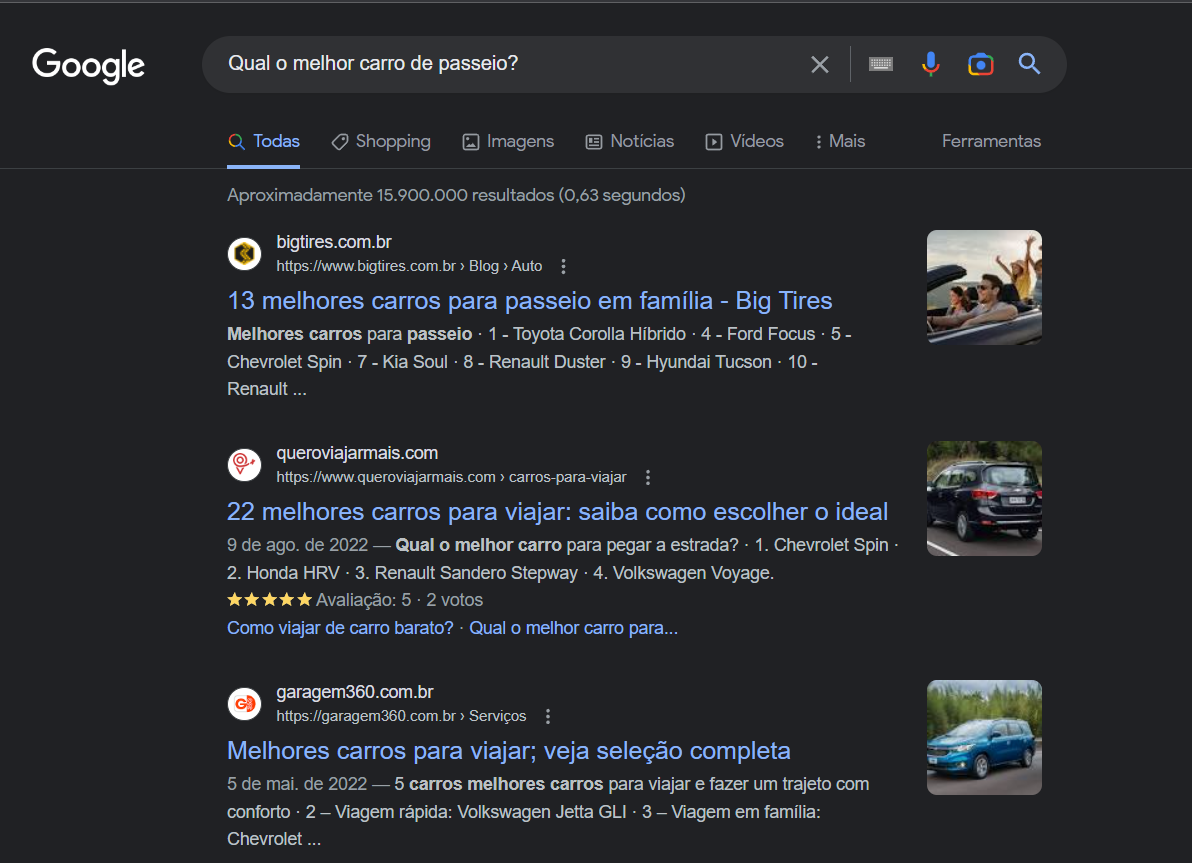 Google
Qual o melhor carro de passeio?
Todas Shopping Imagens Notícias Vídeos Mais Ferramentas
Aproximadamente 15.900.000 resultados (0,63 segundos)
bigtires.com.br
https://www.bigtires.com.br › Blog › Auto
13 melhores carros para passeio em família - Big Tires
Melhores carros para passeio · 1 - Toyota Corolla Híbrido · 4 - Ford Focus · 5 -
Chevrolet Spin · 7 - Kia Soul · 8 - Renault Duster · 9 - Hyundai Tucson · 10 -
Renault ...
queroviajarmais.com
https://www.queroviajarmais.com › carros-para-viajar
22 melhores carros para viajar: saiba como escolher o ideal
9 de ago. de 2022 — Qual o melhor carro para pegar a estrada? · 1. Chevrolet Spin ·
2. Honda HRV · 3. Renault Sandero Stepway · 4. Volkswagen Voyage.
Avaliação: 5 · 2 votos
Como viajar de carro barato? · Qual o melhor carro para...
garagem360.com.br
https://garagem360.com.br › Serviços
Melhores carros para viajar; veja seleção completa
5 de mai. de 2022 — 5 carros melhores carros para viajar e fazer um trajeto com
conforto · 2 – Viagem rápida: Volkswagen Jetta GLI · 3 – Viagem em família:
Chevrolet ...